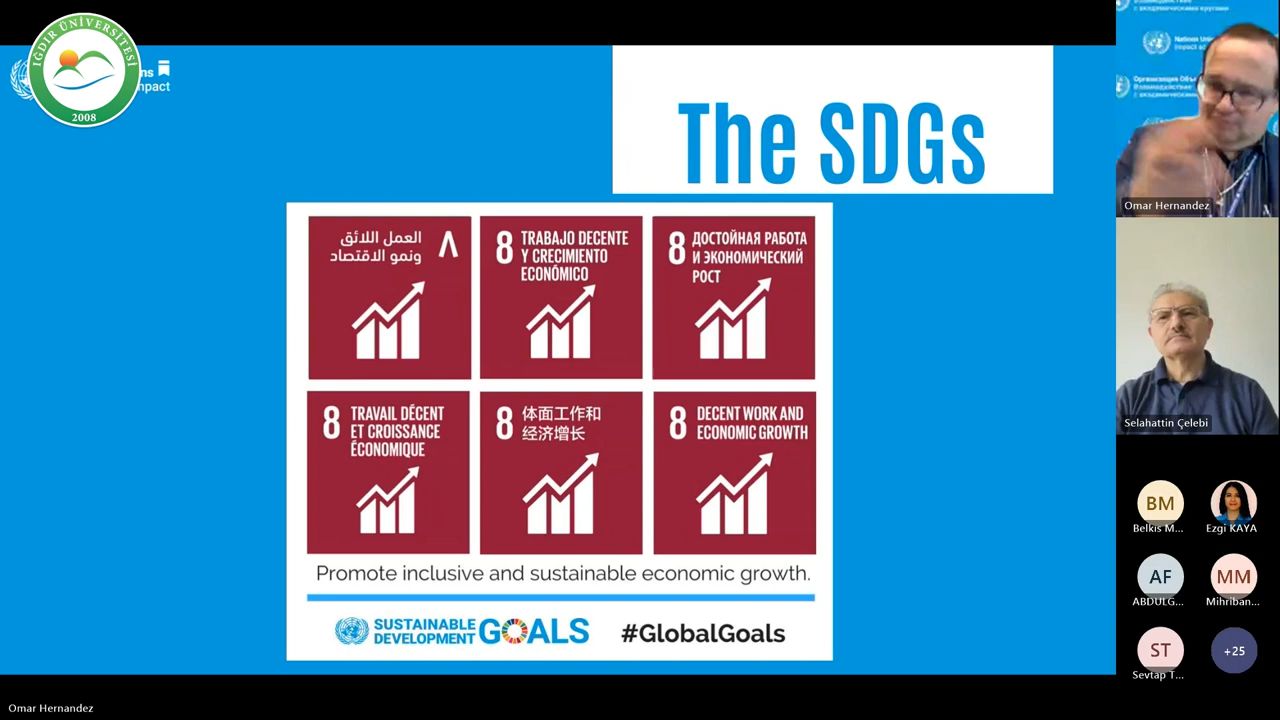 IĞDIR ÜNİVERSİTESİ
2008
The SDGs
العمل اللائق
ونمو الاقتصاد
٨
8 TRABAJO DECENTE
Y CRECIMIENTO
ECONÓMICO
8 ДОСТОЙНАЯ РАБОТА
И ЭКОНОМИЧЕСКИЙ
РОСТ
8 TRAVAIL DÉCENT
ET CROISSANCE
ÉCONOMIQUE
8 体面工作和
经济增长
8 DECENT WORK AND
ECONOMIC GROWTH
Promote inclusive and sustainable economic growth.
SUSTAINABLE
DEVELOPMENT
GOALS
#GlobalGoals
Omar Hernandez
Selahattin Çelebi
BM
Belkis M...
Ezgi KAYA
AF
ABDULG...
MM
Mihriban...
ST
Sevtap T...
+25
Omar Hernandez